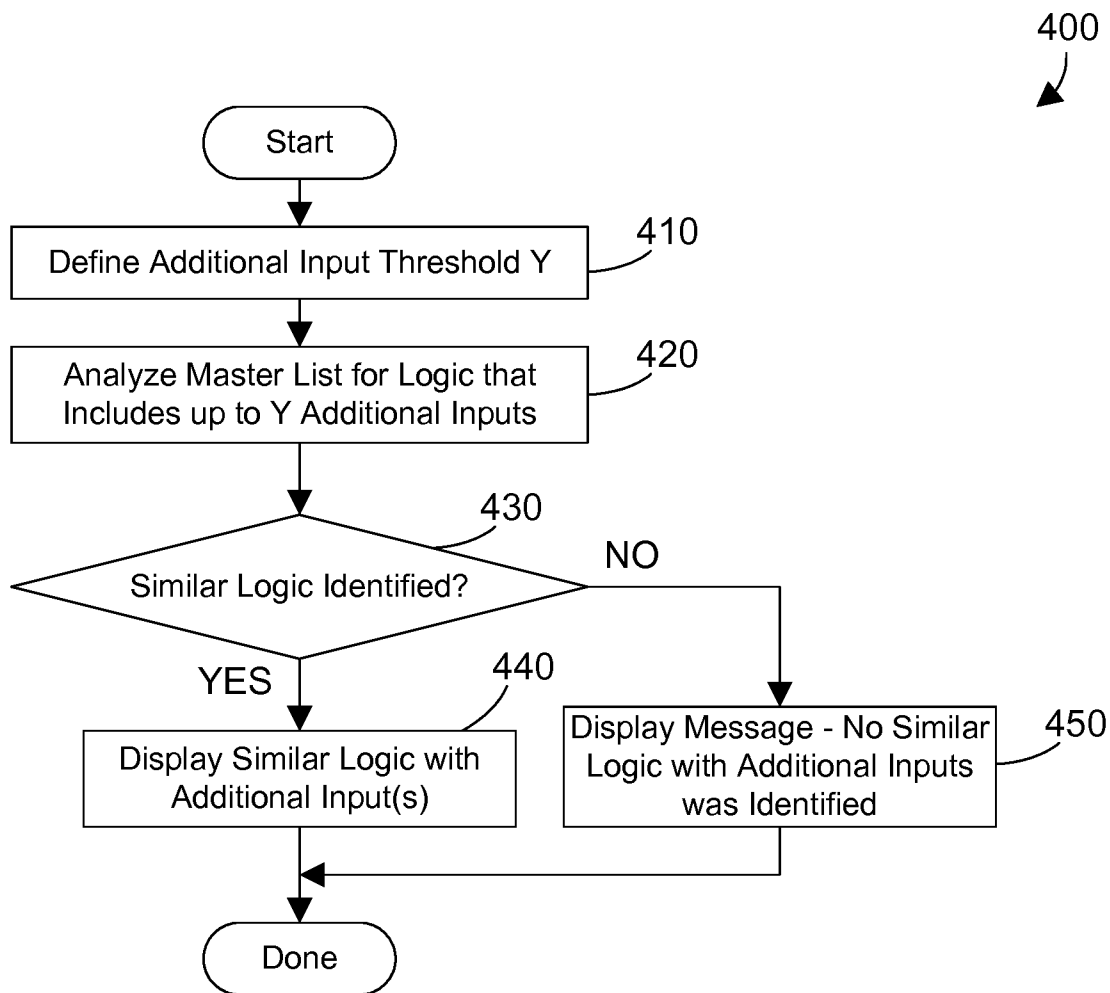 400
Start
Define Additional Input Threshold Y
410
Analyze Master List for Logic that
Includes up to Y Additional Inputs
420
430
Similar Logic Identified?
NO
YES
440
Display Similar Logic with
Additional Input(s)
Display Message - No Similar
Logic with Additional Inputs
was Identified
450
Done